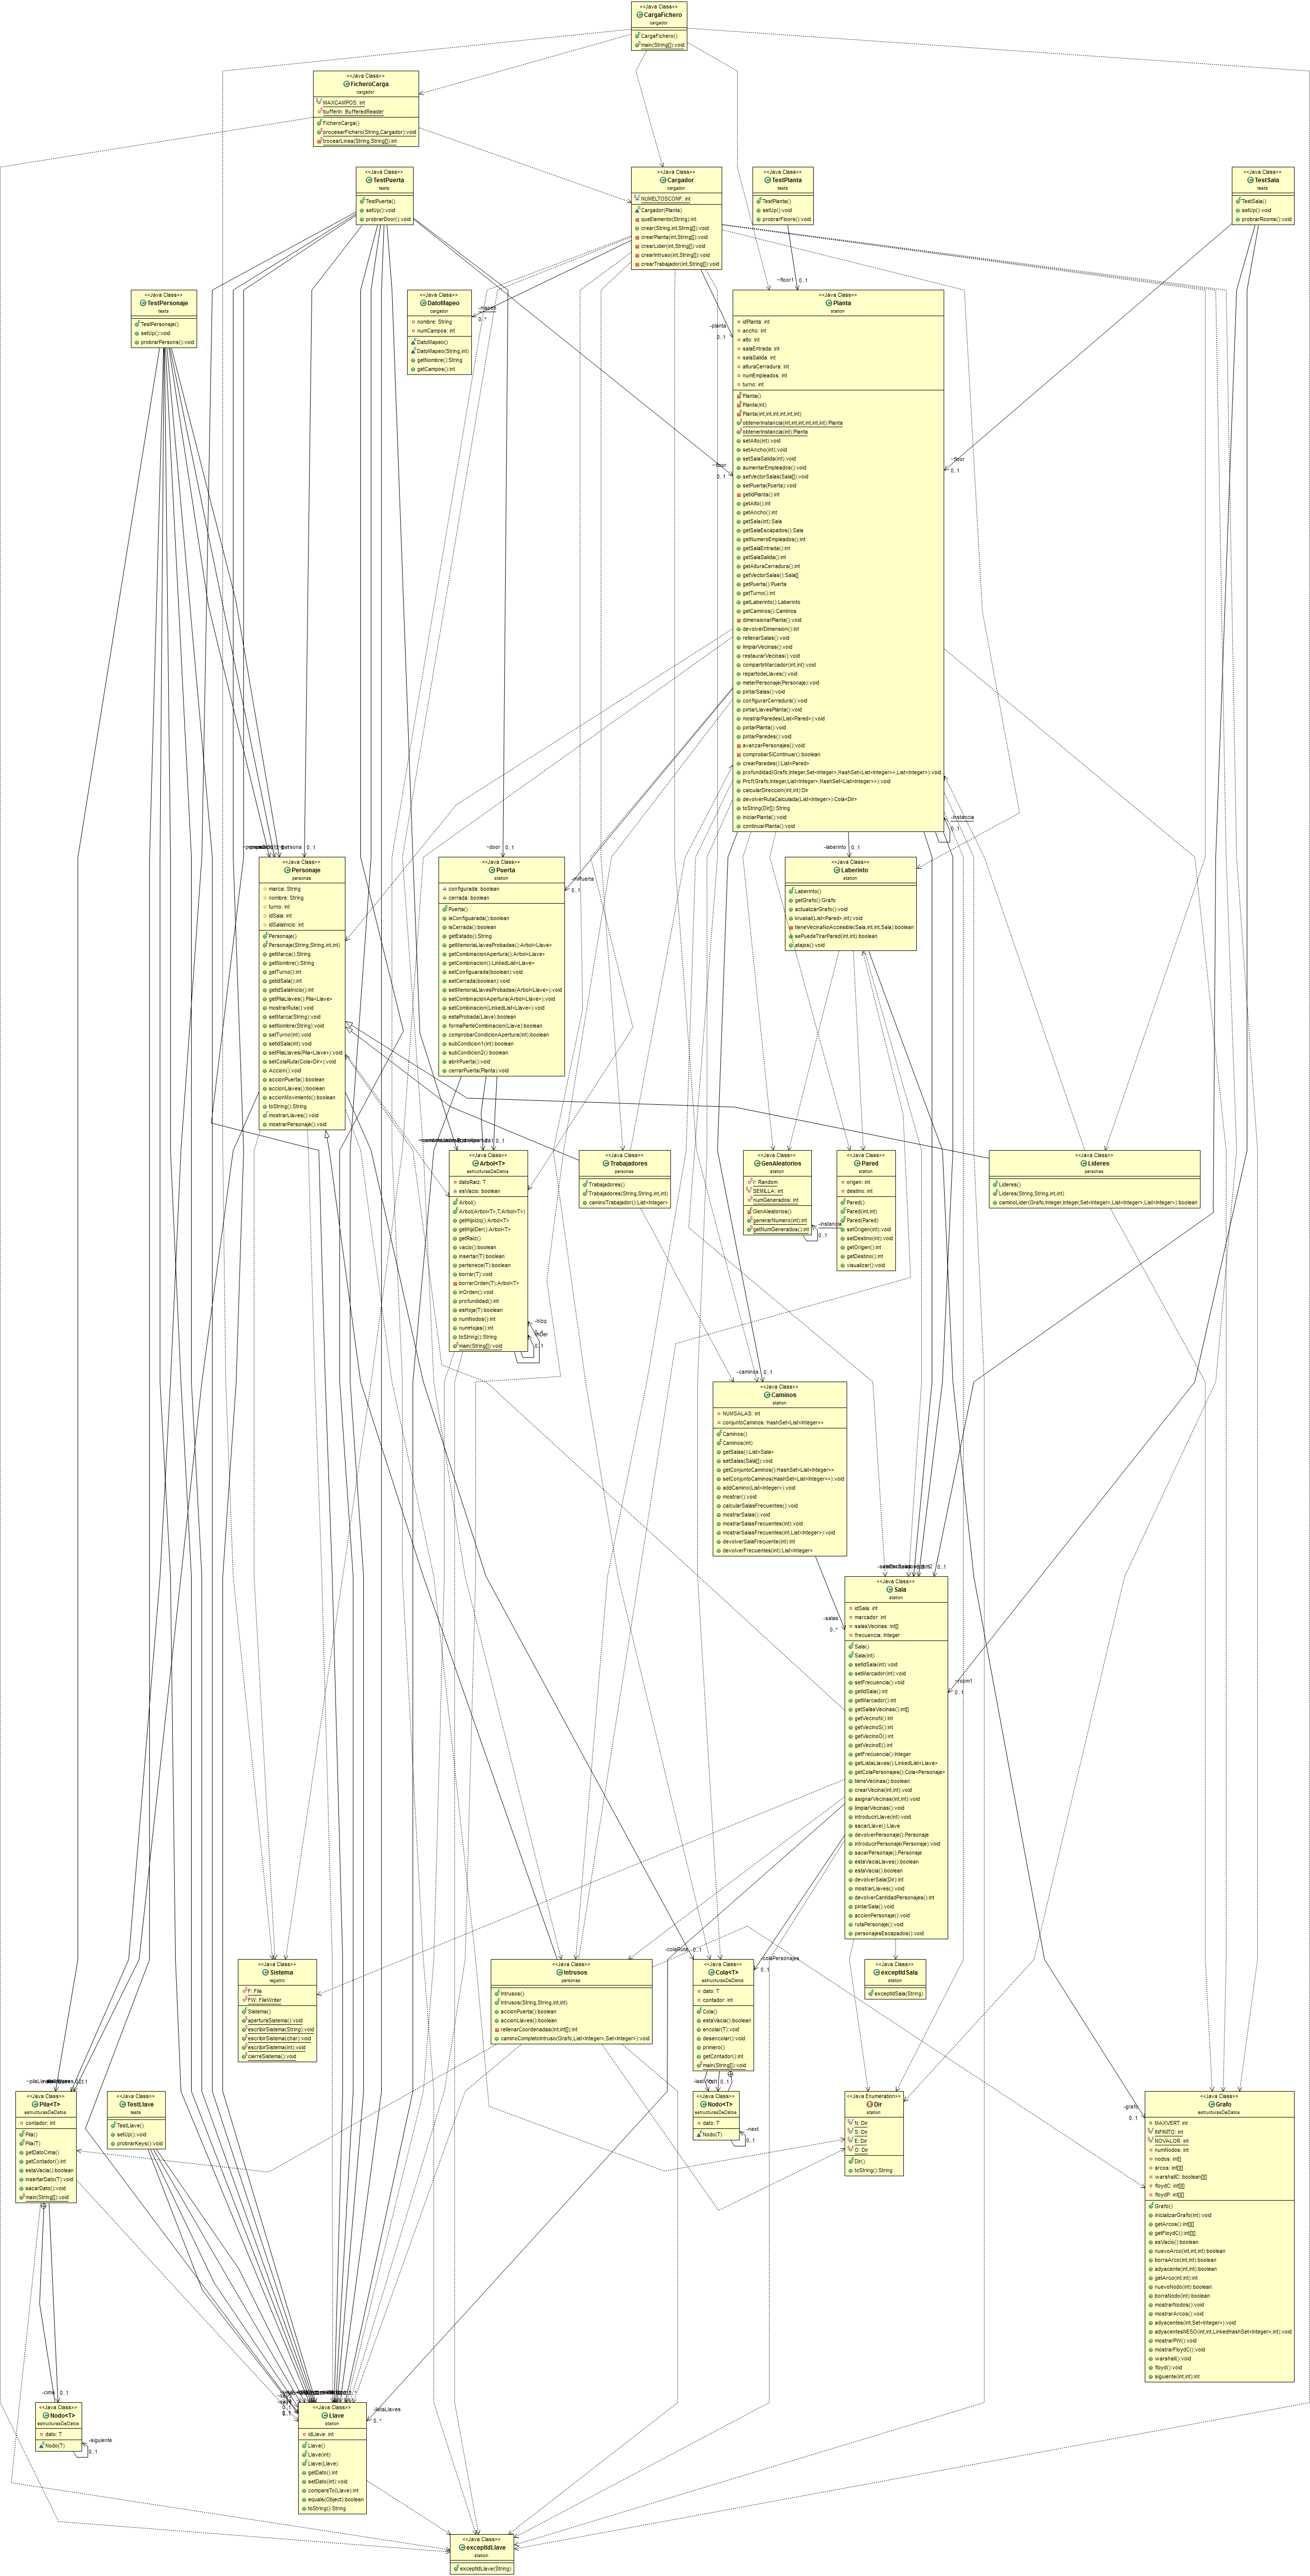 <<Java Class>>
CargaFichero
cargador
CargaFichero()
main(String[]):void
<<Java Class>>
FicheroCarga
cargador
MAXCAMPOS: int
bufferIn: BufferedReader
FicheroCarga()
procesarFichero(String,Cargador):void
trocearLinea(String,String[]):int
<<Java Class>>
TestPuerta
tests
TestPuerta()
setUp():void
probrarDoor():void
<<Java Class>>
Cargador
cargador
NUMELTOSCONF: int
Cargador(Planta)
queElemento(String):int
crear(String,int,String[]):void
crearPlanta(int,String[]):void
crearLider(int,String[]):void
crearIntruso(int,String[]):void
crearTrabajador(int,String[]):void
<<Java Class>>
TestPlanta
tests
TestPlanta()
setUp():void
probrarFloors():void
<<Java Class>>
TestSala
tests
TestSala()
setUp():void
probrarRooms():void
<<Java Class>>
TestPersonaje
tests
TestPersonaje()
setUp():void
probrarPersons():void
<<Java Class>>
DatoMapeo
cargador
nombre: String
numCampos: int
DatoMapeo()
DatoMapeo(String,int)
getNombre():String
getCampos():int
-mapeo
0..*
~floor1
0..1
-planta
0..1
~floor
0..1
~floor
0..1
<<Java Class>>
Planta
station
idPlanta: int
ancho: int
alto: int
salaEntrada: int
salaSalida: int
alturaCerradura: int
numEmpleados: int
turno: int
Planta()
Planta(int)
Planta(int,int,int,int,int,int)
obtenerInstancia(int,int,int,int,int,int):Planta
obtenerInstancia(int):Planta
setAlto(int):void
setAncho(int):void
setSalaSalida(int):void
aumentarEmpleados():void
setVectorSalas(Sala[]):void
setPuerta(Puerta):void
getIdPlanta():int
getAlto():int
getAncho():int
getSala(int):Sala
getSalaEscapados():Sala
getNumeroEmpleados():int
getSalaEntrada():int
getSalaSalida():int
getAlturaCerradura():int
getVectorSalas():Sala[]
getPuerta():Puerta
getTurno():int
getLaberinto():Laberinto
getCaminos():Caminos
dimensionarPlanta():void
devolverDimension():int
rellenarSalas():void
limpiarVecinas():void
restaurarVecinas():void
compartirMarcador(int,int):void
repartodeLlaves():void
meterPersonaje(Personaje):void
pintarSalas():void
configurarCerradura():void
pintarLlavesPlanta():void
mostrarParedes(List<Pared>):void
pintarPlanta():void
pintarParedes():void
avanzarPersonajes():void
comprobarSiContinuar():boolean
crearParedes():List<Pared>
profundidad(Grafo,Integer,Set<Integer>,HashSet<List<Integer>>,List<Integer>):void
Prof(Grafo,Integer,List<Integer>,HashSet<List<Integer>>):void
calcularDireccion(int,int):Dir
devolverRutaCalculada(List<Integer>):Cola<Dir>
toString(Dir[]):String
iniciarPlanta():void
continuarPlanta():void
-instancia
0..1
-laberinto
0..1
~door
0..1
0..1
-miPuerta
0..1
<<Java Class>>
Personaje
personas
marca: String
nombre: String
turno: int
idSala: int
idSalaInicio: int
Personaje()
Personaje(String,String,int,int)
getMarca():String
getNombre():String
getTurno():int
getIdSala():int
getIdSalaInicio():int
getPilaLlaves():Pila<Llave>
mostrarRuta():void
setMarca(String):void
setNombre(String):void
setTurno(int):void
setIdSala(int):void
setPilaLlaves(Pila<Llave>):void
setColaRuta(Cola<Dir>):void
Accion():void
accionPuerta():boolean
accionLlaves():boolean
accionMovimiento():boolean
toString():String
mostrarLlaves():void
mostrarPersonaje():void
<<Java Class>>
Puerta
station
configurada: boolean
cerrada: boolean
Puerta()
isConfiguarada():boolean
isCerrada():boolean
getEstado():String
getMemoriaLlavesProbadas():Arbol<Llave>
getCombinacionApertura():Arbol<Llave>
getCombinacion():LinkedList<Llave>
setConfiguarada(boolean):void
setCerrada(boolean):void
setMemoriaLlavesProbadas(Arbol<Llave>):void
setCombinacionApertura(Arbol<Llave>):void
setCombinacion(LinkedList<Llave>):void
estaProbada(Llave):boolean
formaParteCombinacion(Llave):boolean
comprobarCondicionApertura(int):boolean
subCondicion1(int):boolean
subCondicion2():boolean
abrirPuerta():void
cerrarPuerta(Planta):void
<<Java Class>>
Laberinto
station
Laberinto()
getGrafo():Grafo
actualizarGrafo():void
kruskal(List<Pared>,int):void
tieneVecinaNoAccesible(Sala,int,int,Sala):boolean
sePuedeTirarPared(int,int):boolean
atajos():void
0..1
<<Java Class>>
Arbol<T>
estructurasDeDatos
datoRaiz: T
esVacio: boolean
Arbol()
Arbol(Arbol<T>,T,Arbol<T>)
getHijoIzq():Arbol<T>
getHijoDer():Arbol<T>
getRaiz()
vacio():boolean
insertar(T):boolean
pertenece(T):boolean
borrar(T):void
borrarOrden(T):Arbol<T>
inOrden():void
profundidad():int
esHoja(T):boolean
numNodos():int
numHojas():int
toString():String
main(String[]):void
-hIzq
0..1
<<Java Class>>
Trabajadores
personas
Trabajadores()
Trabajadores(String,String,int,int)
caminoTrabajador():List<Integer>
<<Java Class>>
GenAleatorios
station
r: Random
SEMILLA: int
numGenerados: int
GenAleatorios()
generarNumero(int):int
getNumGenerados():int
-instancia
0..1
<<Java Class>>
Pared
station
origen: int
destino: int
Pared()
Pared(int,int)
Pared(Pared)
setOrigen(int):void
setDestino(int):void
getOrigen():int
getDestino():int
visualizar():void
<<Java Class>>
Lideres
personas
Lideres()
Lideres(String,String,int,int)
caminoLider(Grafo,Integer,Integer,Set<Integer>,List<Integer>,List<Integer>):boolean
-caminos
0..1
<<Java Class>>
Caminos
station
NUMSALAS: int
conjuntoCaminos: HashSet<List<Integer>>
Caminos()
Caminos(int)
getSalas():List<Sala>
setSalas(Sala[]):void
getConjuntoCaminos():HashSet<List<Integer>>
setConjuntoCaminos(HashSet<List<Integer>>):void
addCamino(List<Integer>):void
mostrar():void
calcularSalasFrecuentes():void
mostrarSalas():void
mostrarSalasFrecuentes(int):void
mostrarSalasFrecuentes(int,List<Integer>):void
devolverSalaFrecuente(int):int
devolverFrecuentes(int):List<Integer>
0..1
-salas
0..*
<<Java Class>>
Sala
station
idSala: int
marcador: int
salasVecinas: int[]
frecuencia: Integer
Sala()
Sala(int)
setIdSala(int):void
setMarcador(int):void
setFrecuencia():void
getIdSala():int
getMarcador():int
getSalasVecinas():int[]
getVecinoN():int
getVecinoS():int
getVecinoO():int
getVecinoE():int
getFrecuencia():Integer
getListaLlaves():LinkedList<Llave>
getColaPersonajes():Cola<Personaje>
tieneVecinas():boolean
crearVecina(int,int):void
asignarVecinas(int,int):void
limpiarVecinas():void
introducirLlave(int):void
sacarLlave():Llave
devolverPersonaje():Personaje
introducirPersonaje(Personaje):void
sacarPersonaje():Personaje
estaVaciaLlaves():boolean
estaVacia():boolean
devolverSala(Dir):int
mostrarLlaves():void
devolverCantidadPersonajes():int
pintarSala():void
accionPersonaje():void
rutaPersonaje():void
personajesEscapados():void
~room1
0..1
-colaRuta
0..1
-colaPersonajes
0..1
<<Java Class>>
Sistema
registro
F: File
FW: FileWriter
Sistema()
aperturaSistema():void
escribirSistema(String):void
escribirSistema(char):void
escribirSistema(int):void
cierreSistema():void
<<Java Class>>
Intrusos
personas
Intrusos()
Intrusos(String,String,int,int)
accionPuerta():boolean
accionLlaves():boolean
rellenarCoordenadas(int,int[]):int
caminoCompletoIntruso(Grafo,List<Integer>,Set<Integer>):void
<<Java Class>>
Cola<T>
estructurasDeDatos
dato: T
contador: int
Cola()
estaVacia():boolean
encolar(T):void
desencolar():void
primero()
getContador():int
main(String[]):void
<<Java Class>>
exceptIdSala
station
exceptIdSala(String)
0..1
<<Java Class>>
Pila<T>
estructurasDeDatos
contador: int
Pila()
Pila(T)
getDatoCima()
getContador():int
estaVacia():boolean
insertarDato(T):void
sacarDato():void
main(String[]):void
<<Java Class>>
TestLlave
tests
TestLlave()
setUp():void
probrarKeys():void
<<Java Class>>
Nodo<T>
estructurasDeDatos
dato: T
Nodo(T)
-next
0..1
<<Java Enumeration>>
Dir
station
N: Dir
S: Dir
E: Dir
O: Dir
Dir()
toString():String
-grafo
0..1
<<Java Class>>
Grafo
estructurasDeDatos
MAXVERT: int
INFINITO: int
NOVALOR: int
numNodos: int
nodos: int[]
arcos: int[][]
warshallC: boolean[][]
floydC: int[][]
floydP: int[][]
Grafo()
inicializarGrafo(int):void
getArcos():int[][]
getFloydC():int[][]
esVacio():boolean
nuevoArco(int,int,int):boolean
borraArco(int,int):boolean
adyacente(int,int):boolean
getArco(int,int):int
nuevoNodo(int):boolean
borraNodo(int):boolean
mostrarNodos():void
mostrarArcos():void
adyacentes(int,Set<Integer>):void
adyacentesNESO(int,int,LinkedHashSet<Integer>,int):void
mostrarPW():void
mostrarFloydC():void
warshall():void
floyd():void
siguiente(int,int):int
-cima
0..1
<<Java Class>>
Nodo<T>
estructurasDeDatos
dato: T
Nodo(T)
-siguiente
0..1
-listaLlaves
0..*
<<Java Class>>
Llave
station
idLlave: int
Llave()
Llave(int)
Llave(Llave)
getDato():int
setDato(int):void
compareTo(Llave):int
equals(Object):boolean
toString():String
<<Java Class>>
exceptIdLlave
station
exceptIdLlave(String)